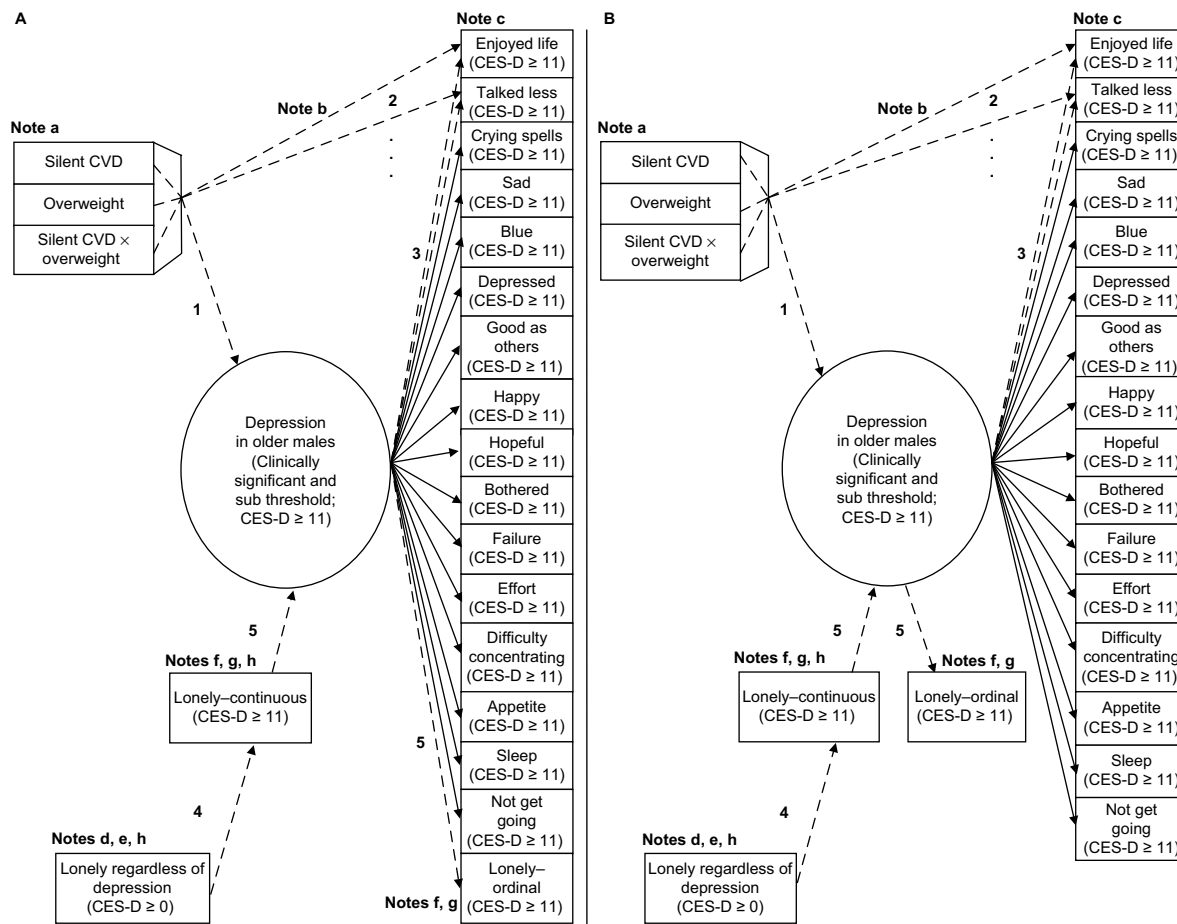 A
Note c
Enjoyed life
(CES-D ≥ 11)
Talked less
(CES-D ≥ 11)
Crying spells
(CES-D ≥ 11)
Sad
(CES-D ≥ 11)
Blue
(CES-D ≥ 11)
Depressed
(CES-D ≥ 11)
Good as
others
(CES-D ≥ 11)
Happy
(CES-D ≥ 11)
Hopeful
(CES-D ≥ 11)
Bothered
(CES-D ≥ 11)
Failure
(CES-D ≥ 11)
Effort
(CES-D ≥ 11)
Difficulty
concentrating
(CES-D ≥ 11)
Appetite
(CES-D ≥ 11)
Sleep
(CES-D ≥ 11)
Not get
going
(CES-D ≥ 11)
Lonely–
ordinal
(CES-D ≥ 11)
Notes f, g
Note b
2
Note a
Silent CVD
Overweight
Silent CVD ×
overweight
1
3
Depression
in older males
(Clinically
significant and
sub threshold;
CES-D ≥ 11)
5
5
Notes f, g, h
Lonely–continuous
(CES-D ≥ 11)
4
Notes d, e, h
Lonely regardless of
depression
(CES-D ≥ 0)
B
Note c
Enjoyed life
(CES-D ≥ 11)
Talked less
(CES-D ≥ 11)
Crying spells
(CES-D ≥ 11)
Sad
(CES-D ≥ 11)
Blue
(CES-D ≥ 11)
Depressed
(CES-D ≥ 11)
Good as
others
(CES-D ≥ 11)
Happy
(CES-D ≥ 11)
Hopeful
(CES-D ≥ 11)
Bothered
(CES-D ≥ 11)
Failure
(CES-D ≥ 11)
Effort
(CES-D ≥ 11)
Difficulty
concentrating
(CES-D ≥ 11)
Appetite
(CES-D ≥ 11)
Sleep
(CES-D ≥ 11)
Not get
going
(CES-D ≥ 11)
Note b
2
Note a
Silent CVD
Overweight
Silent CVD ×
overweight
1
3
Depression
in older males
(Clinically
significant and
sub threshold;
CES-D ≥ 11)
5
5
Notes f, g, h
Lonely–continuous
(CES-D ≥ 11)
Notes f, g
Lonely–ordinal
(CES-D ≥ 11)
4
Notes d, e, h
Lonely regardless of
depression
(CES-D ≥ 0)